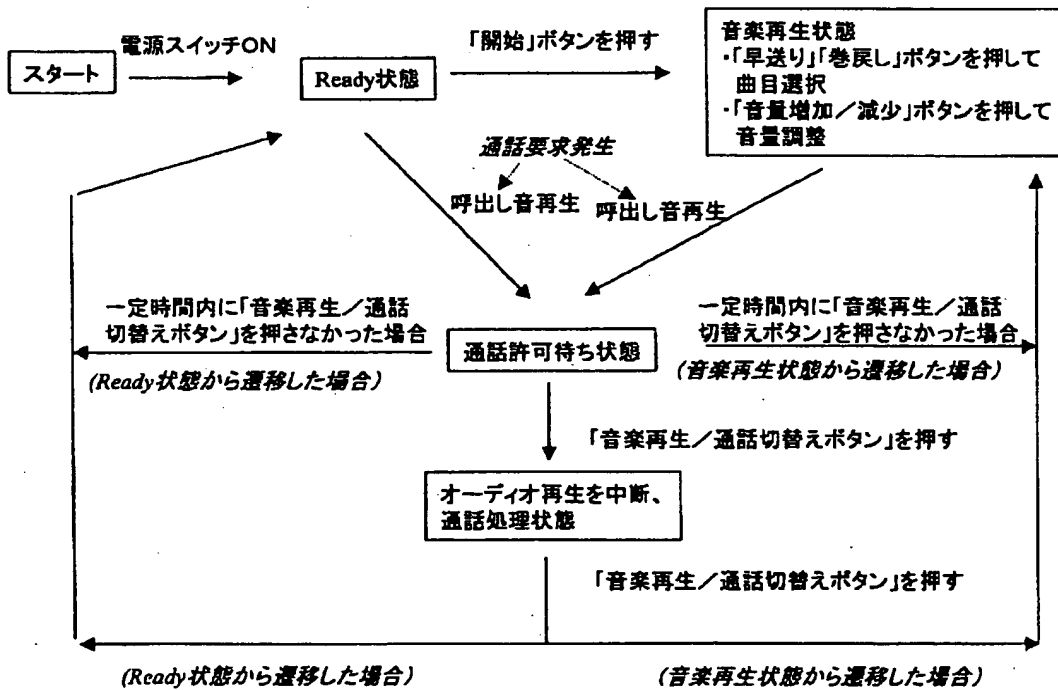 電源スイッチON
スタート
Ready状態
「開始」ボタンを押す
音楽再生状態
・「早送り」「巻戻し」ボタンを押して
曲目選択
・「音量増加／減少」ボタンを押して
音量調整
通話要求発生
呼出し音再生
呼出し音再生
一定時間内に「音楽再生／通話
切替えボタン」を押さなかった場合
(Ready状態から遷移した場合)
通話許可待ち状態
一定時間内に「音楽再生／通話
切替えボタン」を押さなかった場合
(音楽再生状態から遷移した場合)
「音楽再生／通話切替えボタン」を押す
オーディオ再生を中断、
通話処理状態
「音楽再生／通話切替えボタン」を押す
(Ready状態から遷移した場合)
(音楽再生状態から遷移した場合)